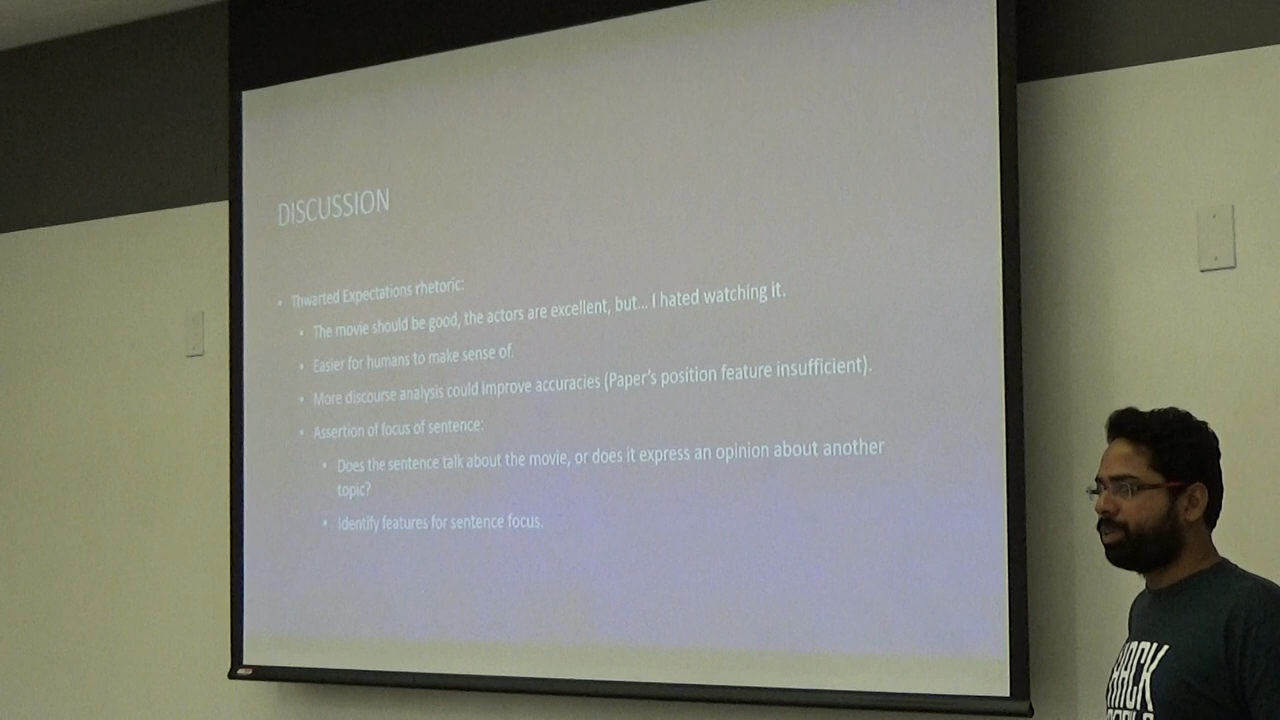 DISCUSSION
• Thwarted Expectations rhetoric:
• The movie should be good, the actors are excellent, but... I hated watching it.
• Easier for humans to make sense of.
• More discourse analysis could improve accuracies (Paper's position feature insufficient).
• Assertion of focus of sentence:
• Does the sentence talk about the movie, or does it express an opinion about another
topic?
• Identify features for sentence focus.
HACK